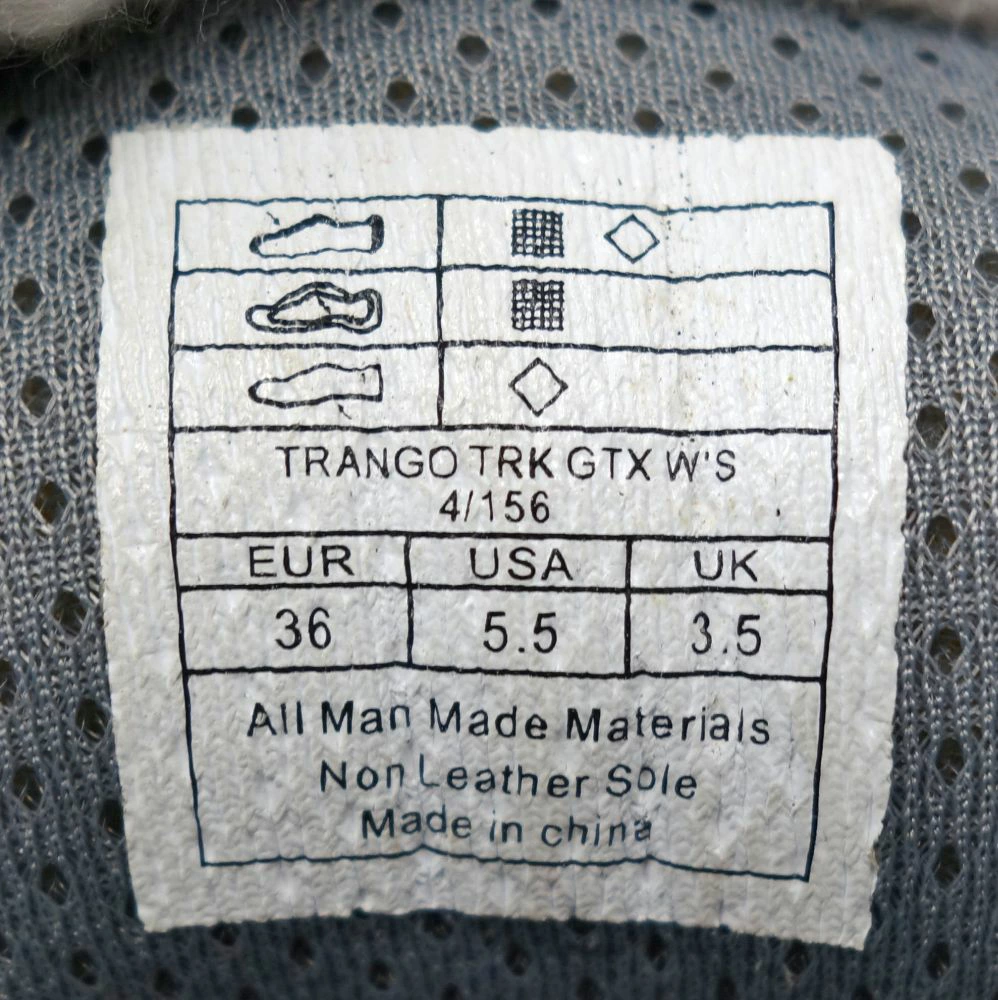 TRANGO TRK GTX W'S
4/156
EUR USA UK
36 5.5 3.5
All Man Made Materials
Non Leather Sole
Made in china